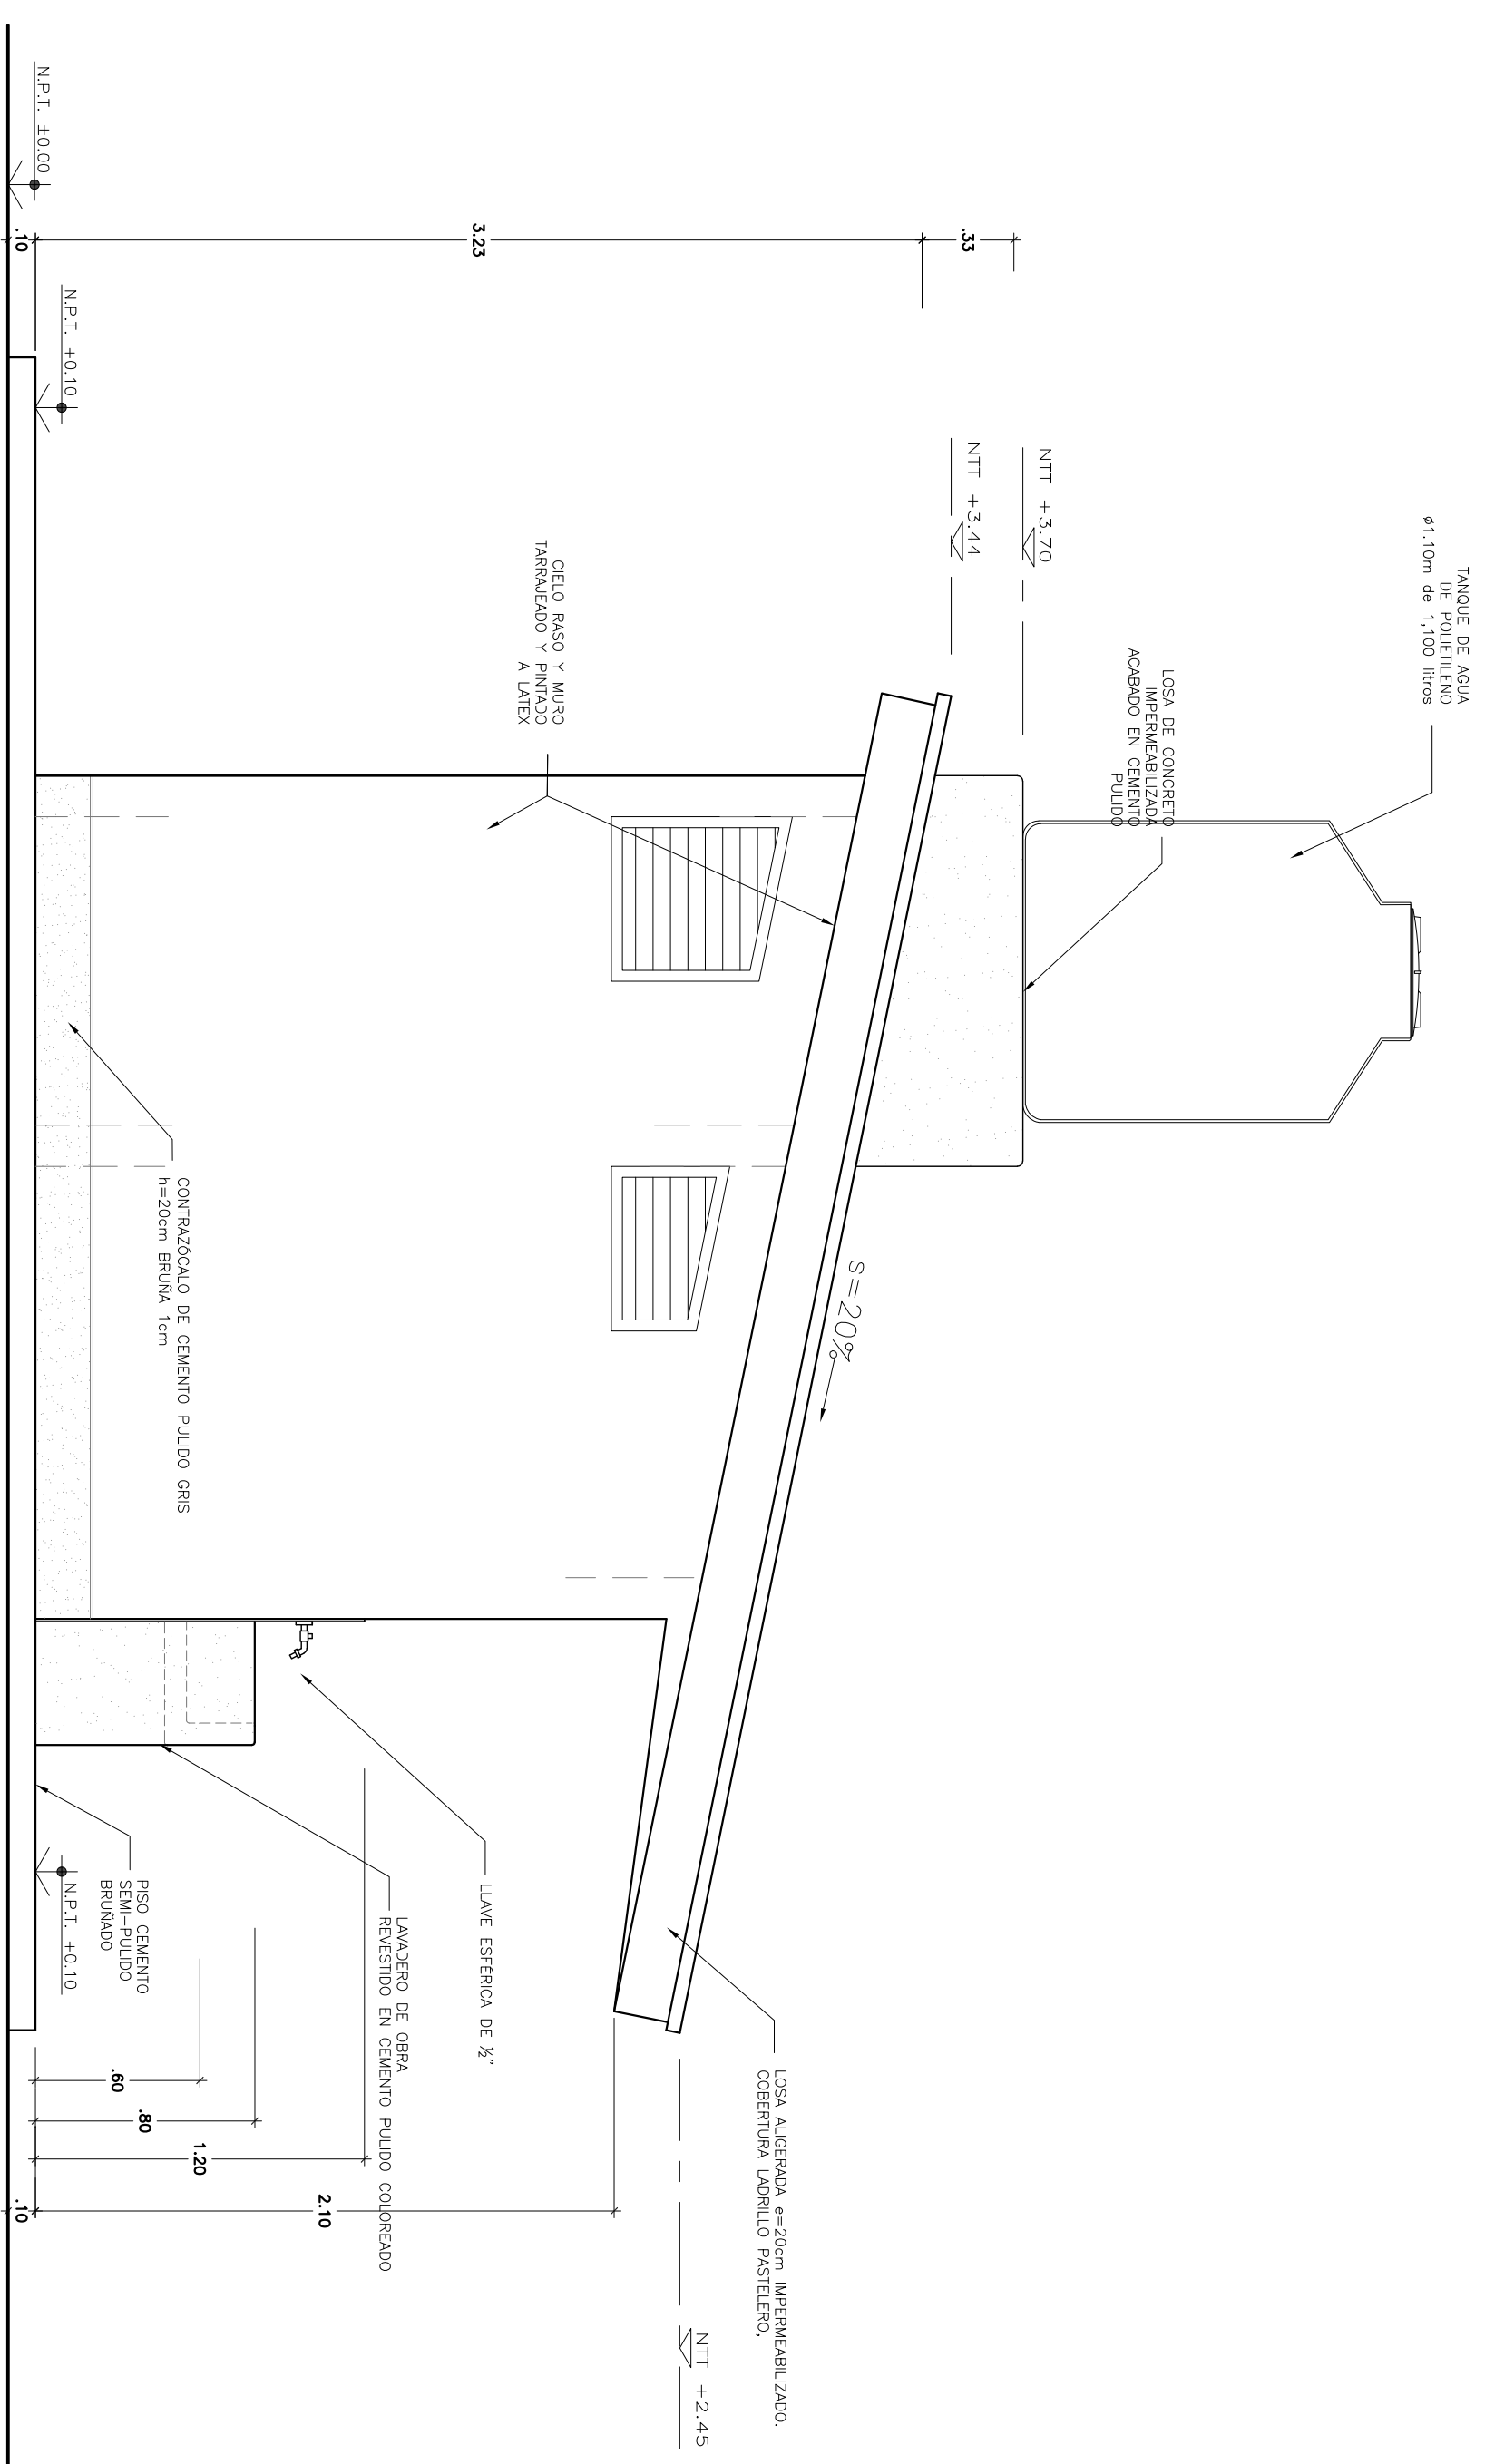 TANQUE DE AGUA
DE POLIETILENO
ø1.10m de 1,100 litros
LOSA DE CONCRETO
IMPERMEABILIZADA
ACABADO EN CEMENTO
PULIDO
NTT +3.70
NTT +3.44
.33
3.23
.10
CIELO RASO Y MURO
TARRAJEADO Y PINTADO
A LATEX
S=20%
LOSA ALIGERADA e=20cm IMPERMEABILIZADO.
COBERTURA LADRILLO PASTELERO,
NTT +2.45
LLAVE ESFÉRICA DE ½"
LAVADERO DE OBRA
REVESTIDO EN CEMENTO PULIDO COLOREADO
CONTRAZÓCALO DE CEMENTO PULIDO GRIS
h=20cm BRUÑA 1cm
PISO CEMENTO
SEMI-PULIDO
BRUÑADO
N.P.T. ±0.00
N.P.T. +0.10
N.P.T. +0.10
.60
.80
1.20
2.10
.10